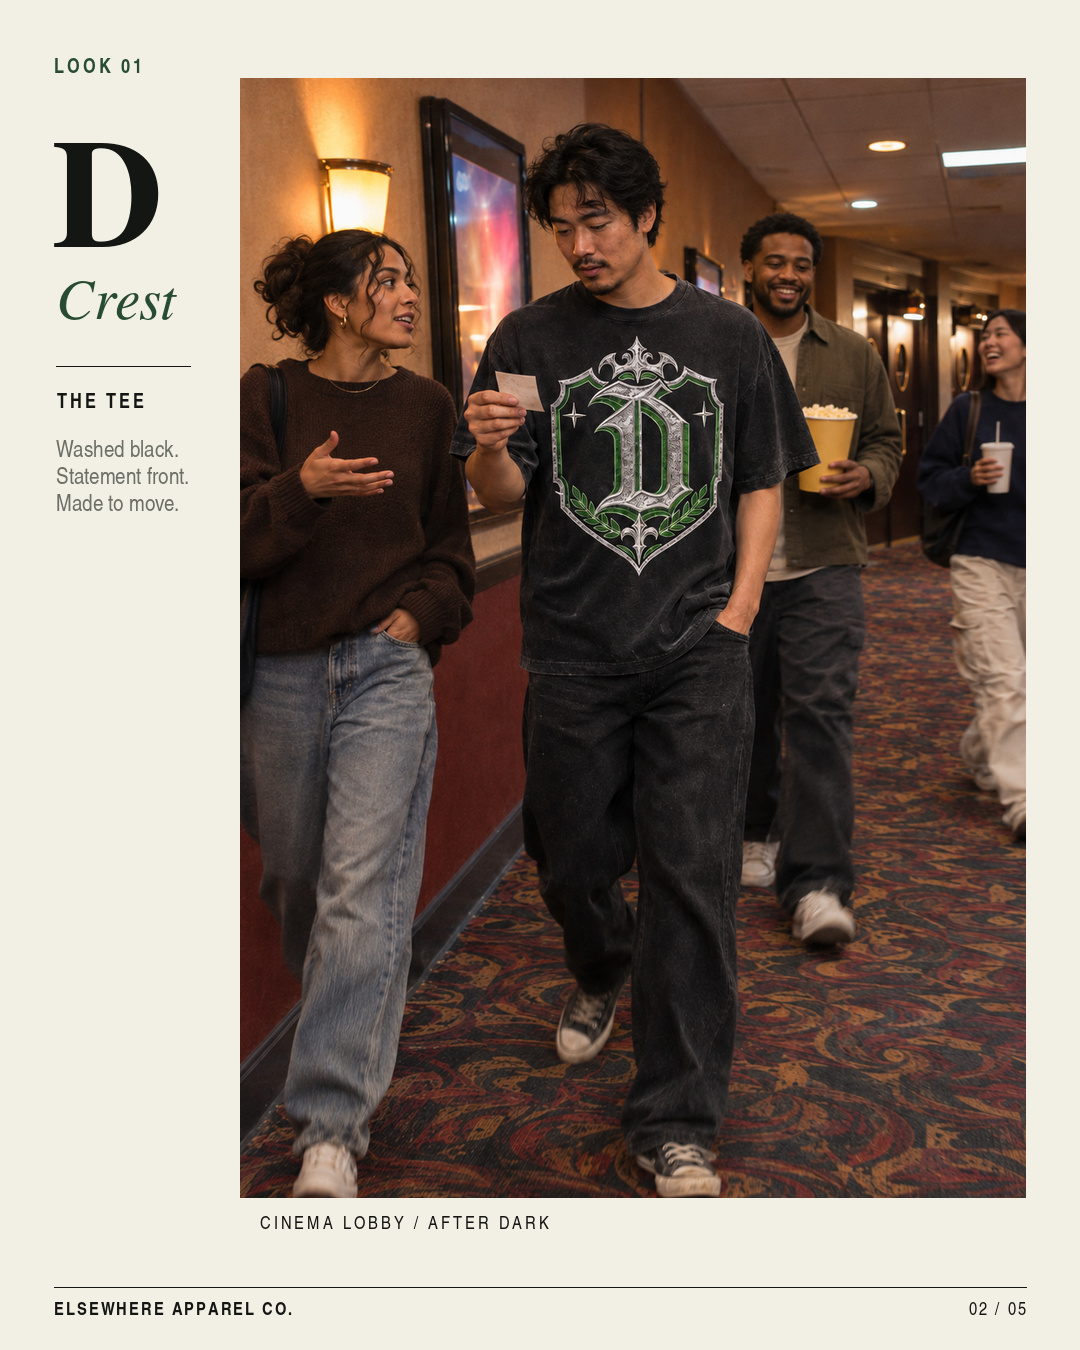 LOOK 01
D
Crest
THE TEE
Washed black.
Statement front.
Made to move.
D
CINEMA LOBBY / AFTER DARK
ELSEWHERE APPAREL CO.
02 / 05